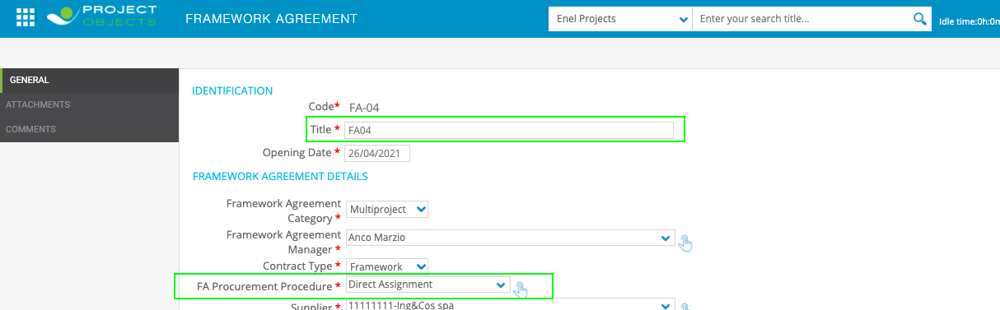 PROJECT
OBJECTS
FRAMEWORK AGREEMENT
Enel Projects
Enter your search title...
Idle time:0h:0m
GENERAL
ATTACHMENTS
COMMENTS
IDENTIFICATION
Code* FA-04
Title * FA04
Opening Date * 26/04/2021
FRAMEWORK AGREEMENT DETAILS
Framework Agreement
Category * Multiproject
Framework Agreement
Manager * Anco Marzio
Contract Type * Framework
FA Procurement Procedure * Direct Assignment
Supplier * 11111111-Ing&Cos spa